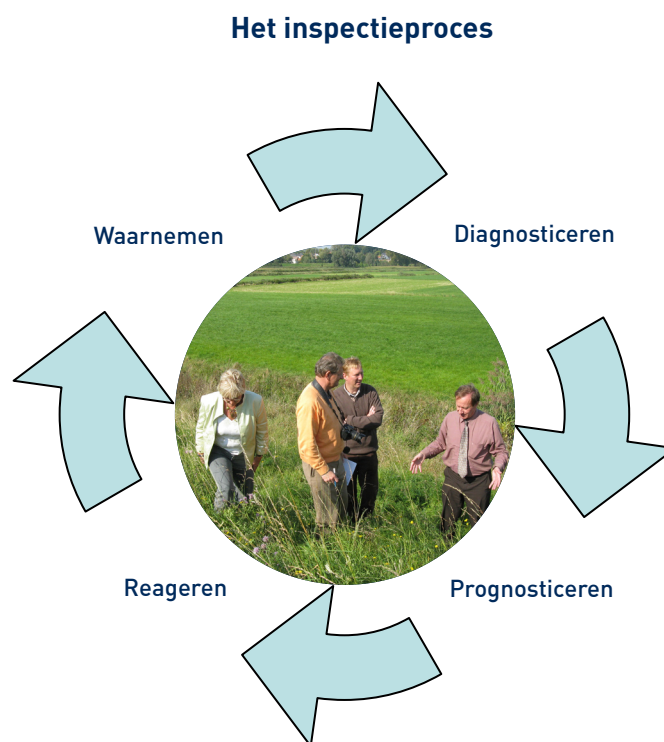 Het inspectieproces
Waarnemen
Diagnosticeren
Reageren
Prognosticeren